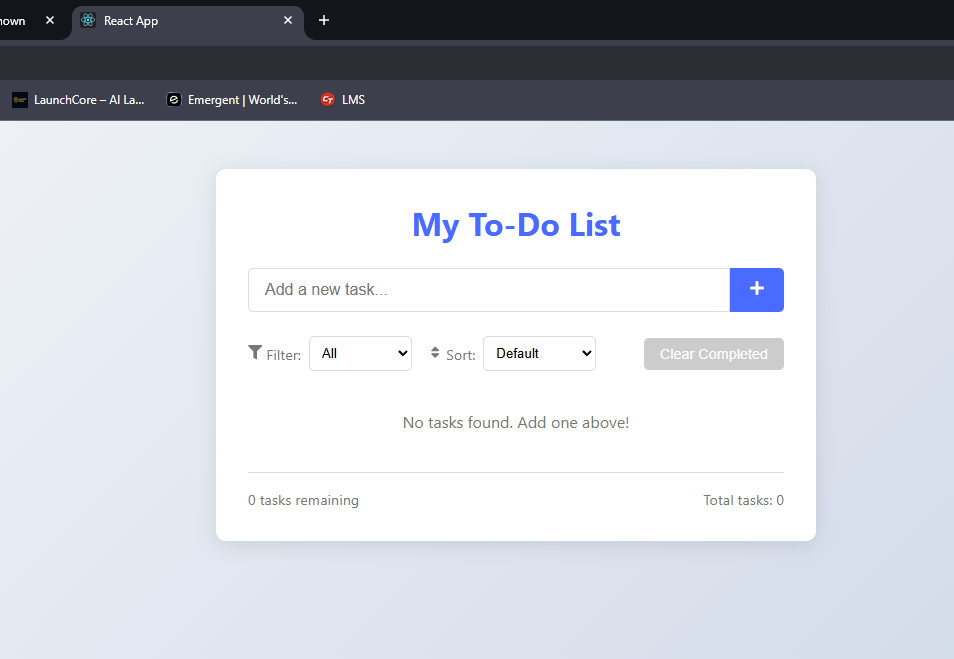 nown
React App
LaunchCore – AI La...
Emergent | World's...
LMS
My To-Do List
Add a new task...
Filter: All Sort: Default Clear Completed
No tasks found. Add one above!
0 tasks remaining
Total tasks: 0